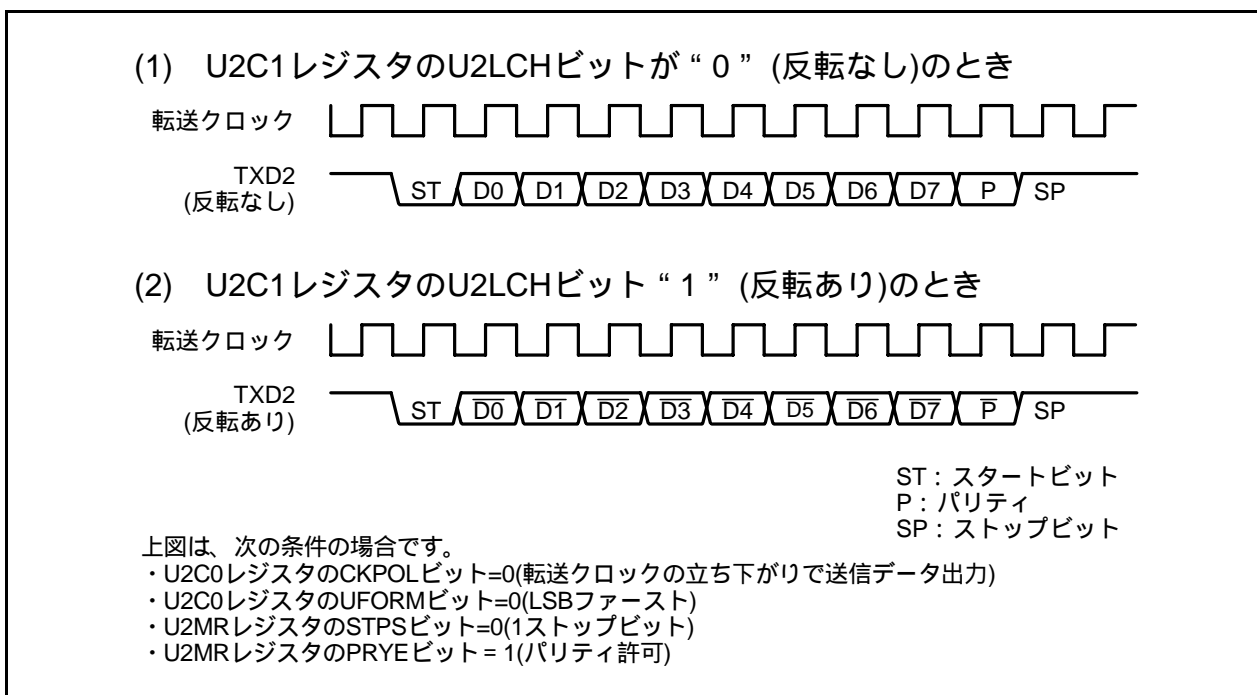 (1) U2C1レジスタのU2LCHビットが“0”(反転なし)のとき
転送クロック
TXD2
(反転なし)
ST D0 D1 D2 D3 D4 D5 D6 D7 P SP
(2) U2C1レジスタのU2LCHビット“1”(反転あり)のとき
転送クロック
TXD2
(反転あり)
ST D̅0̅ D̅1̅ D̅2̅ D̅3̅ D̅4̅ D̅5̅ D̅6̅ D̅7̅ P̅ SP
ST：スタートビット
P：パリティ
SP：ストップビット
上図は、次の条件の場合です。
・U2C0レジスタのCKPOLビット=0(転送クロックの立ち下がりで送信データ出力)
・U2C0レジスタのUFORMビット=0(LSBファースト)
・U2MRレジスタのSTPSビット=0(1ストップビット)
・U2MRレジスタのPRYEビット = 1(パリティ許可)